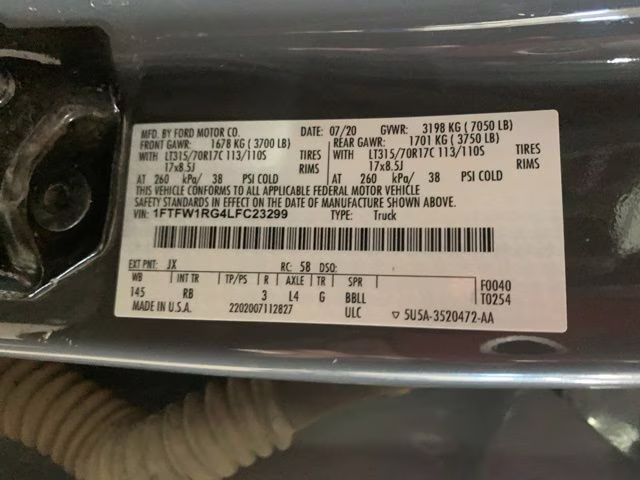 MFD. BY FORD MOTOR CO. 07/20 GVWR: 3198 KG ( 7050 LB)
FRONT GAWR: 1678 KG ( 3700 LB) REAR GAWR: 1701 KG ( 3750 LB)
WITH LT315/70R17C 113/110S TIRES WITH LT315/70R17C 113/110S TIRES
17x8.5J RIMS 17x8.5J RIMS
AT 260 kPa/ 38 PSI COLD AT 260 kPa/ 38 PSI COLD
THIS VEHICLE CONFORMS TO ALL APPLICABLE FEDERAL MOTOR VEHICLE
SAFETY STANDARDS IN EFFECT ON THE DATE OF MANUFACTURE SHOWN ABOVE.
VIN: 1FTFW1RG4LFC23299 TYPE: Truck
EXT PNT: JX RC: 58 DSO:
WB INT TR TP/PS R AXLE TR SPR F0040
145 RB 3 L4 G BBLL T0254
MADE IN U.S.A. 2202007112827 ULC ▽ 5U5A-3520472-AA